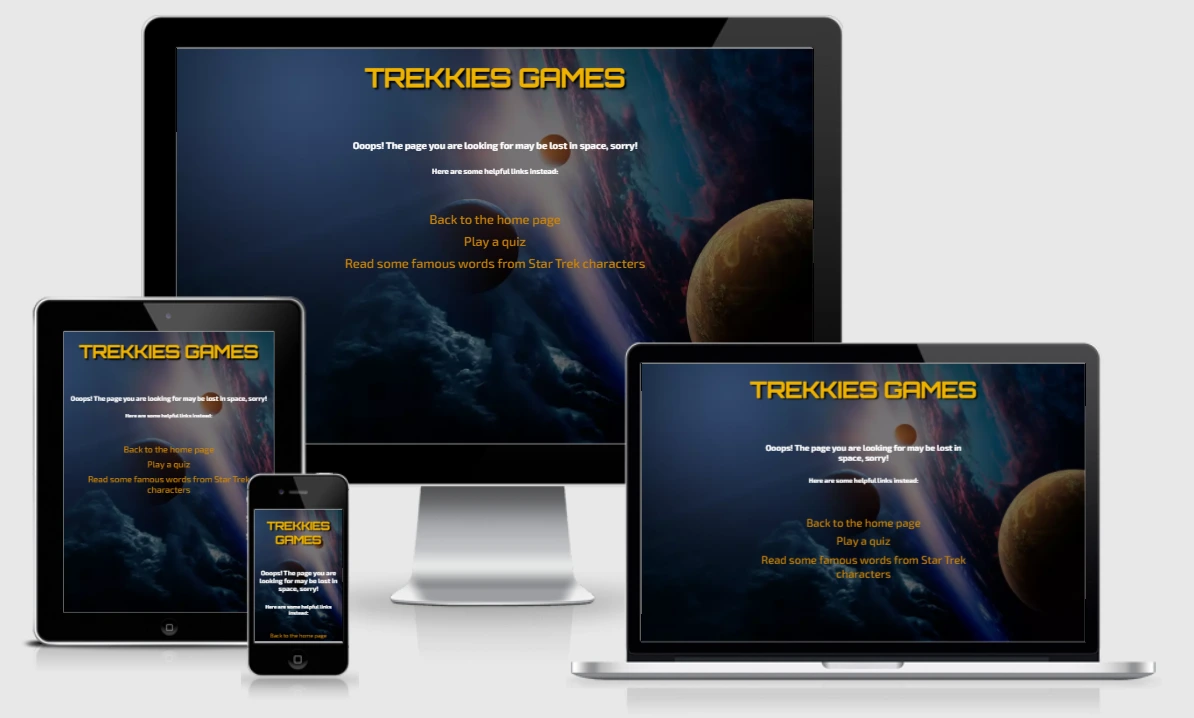 TREKKIES GAMES
Ooops! The page you are looking for may be lost in space, sorry!
Here are some helpful links instead:
Back to the home page
Play a quiz
Read some famous words from Star Trek characters
TREKKIES GAMES
Ooops! The page you are looking for may be lost in space, sorry!
Here are some helpful links instead:
Back to the home page
Play a quiz
Read some famous words from Star Trek
characters
TREKKIES
GAMES
Ooops! The page you are
looking for may be lost in
space, sorry!
Here are some helpful links
instead:
Back to the home page
TREKKIES GAMES
Ooops! The page you are looking for may be lost in
space, sorry!
Here are some helpful links instead:
Back to the home page
Play a quiz
Read some famous words from Star Trek
characters